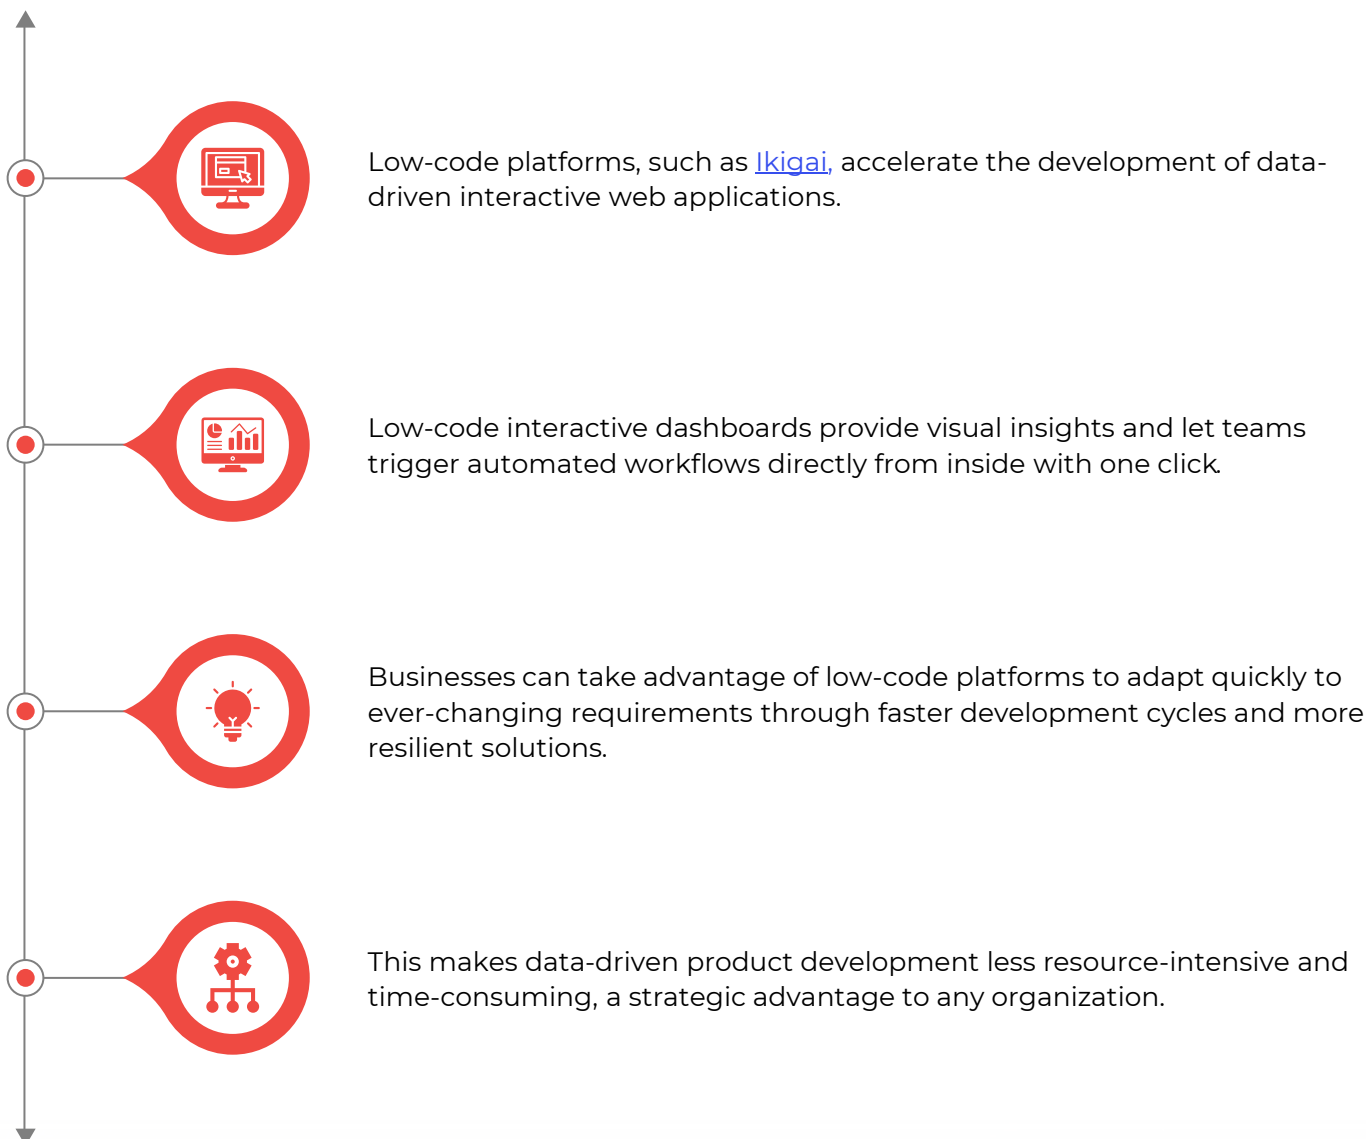 Low-code platforms, such as Ikigai, accelerate the development of data-
driven interactive web applications.
Low-code interactive dashboards provide visual insights and let teams
trigger automated workflows directly from inside with one click.
Businesses can take advantage of low-code platforms to adapt quickly to
ever-changing requirements through faster development cycles and more
resilient solutions.
This makes data-driven product development less resource-intensive and
time-consuming, a strategic advantage to any organization.